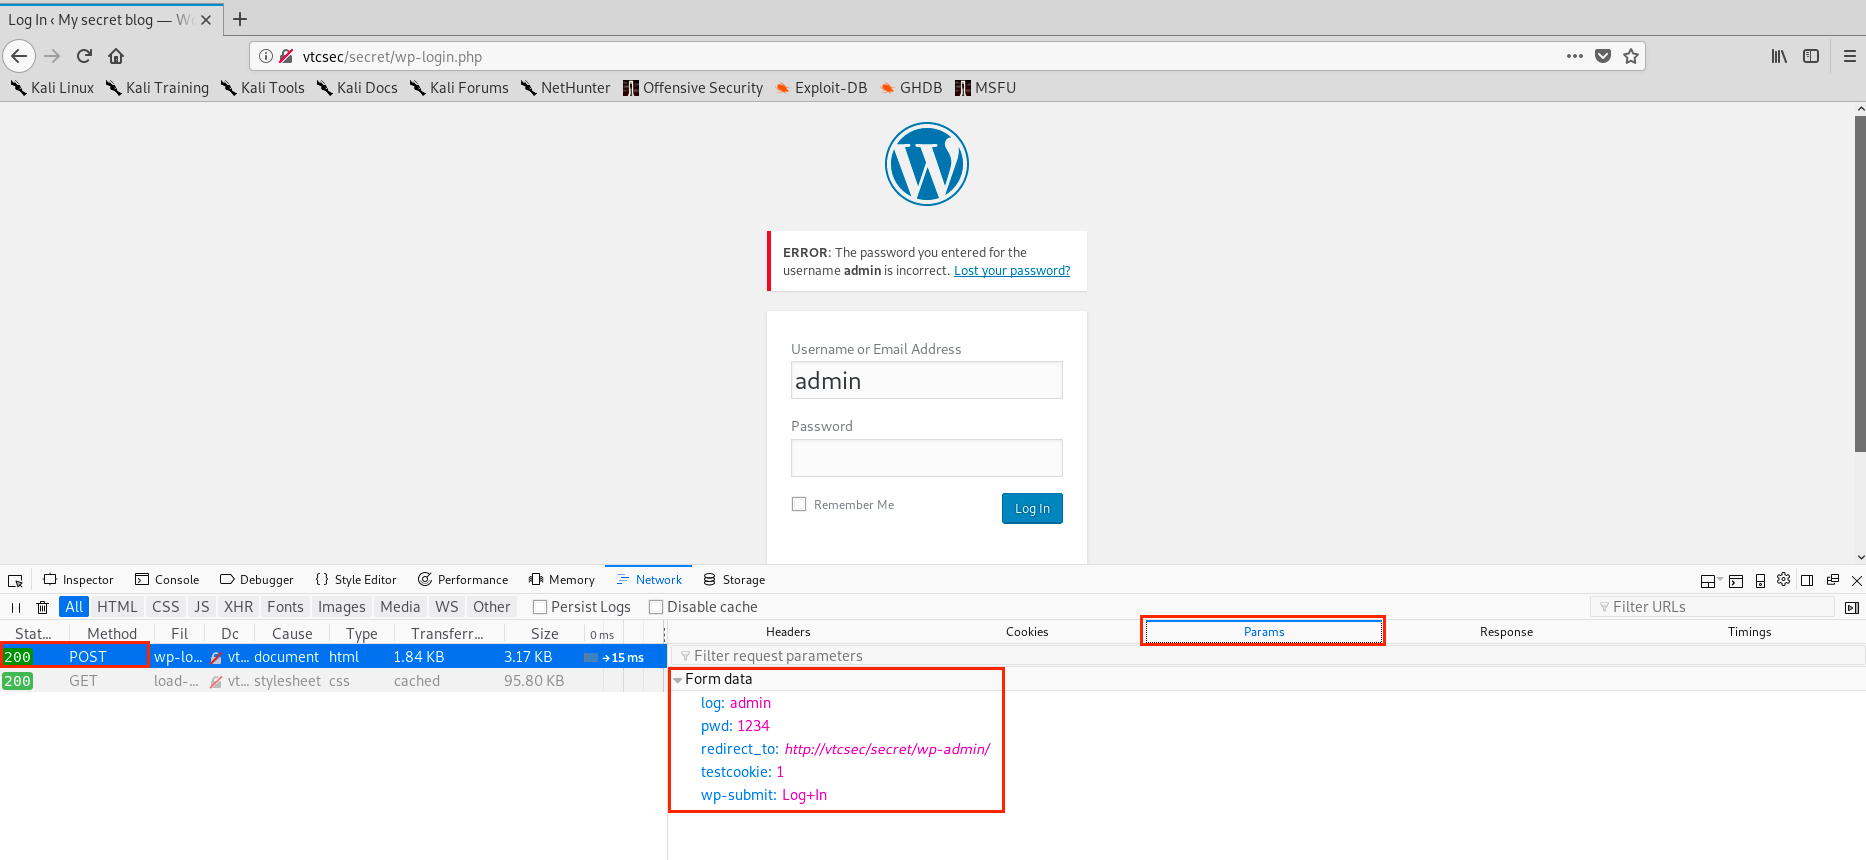 Log In ‹ My secret blog — Wo
vtcsec/secret/wp-login.php
Kali Linux Kali Training Kali Tools Kali Docs Kali Forums NetHunter Offensive Security Exploit-DB GHDB MSFU
ERROR: The password you entered for the
username admin is incorrect. Lost your password?
Username or Email Address
admin
Password
Remember Me
Log In
Inspector Console Debugger Style Editor Performance Memory Network Storage
All HTML CSS JS XHR Fonts Images Media WS Other Persist Logs Disable cache Filter URLs
Stat... Method Fil Dc Cause Type Transferr... Size 0 ms Headers Cookies Params Response Timings
200 POST wp-lo... vt... document html 1.84 KB 3.17 KB → 15 ms
Filter request parameters
200 GET load-... vt... stylesheet css cached 95.80 KB
Form data
log: admin
pwd: 1234
redirect_to: http://vtcsec/secret/wp-admin/
testcookie: 1
wp-submit: Log+In